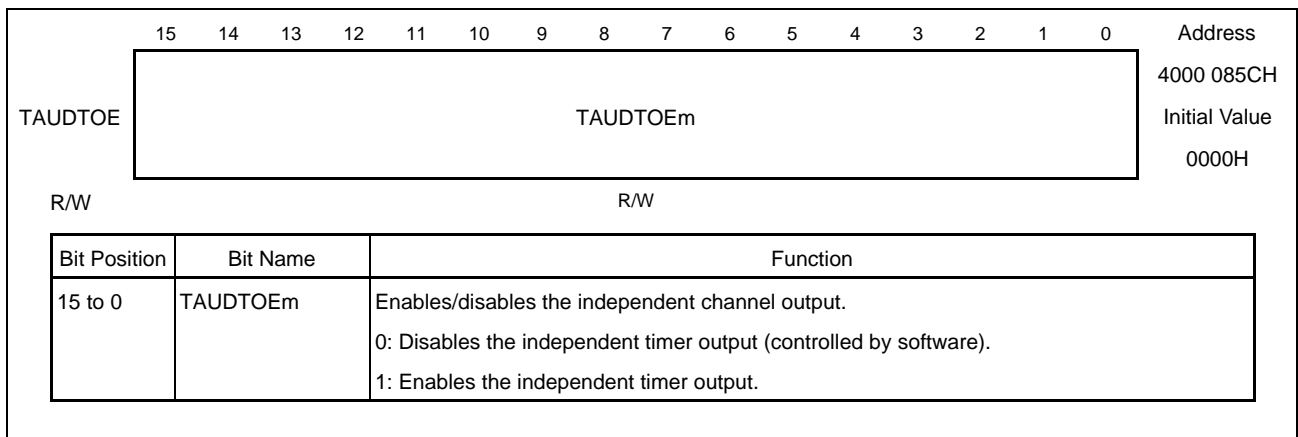 15 14 13 12 11 10 9 8 7 6 5 4 3 2 1 0 Address
4000 085CH
TAUDTOE TAUDTOEm Initial Value
0000H
R/W R/W
Bit Position Bit Name Function
15 to 0 TAUDTOEm Enables/disables the independent channel output.
0: Disables the independent timer output (controlled by software).
1: Enables the independent timer output.